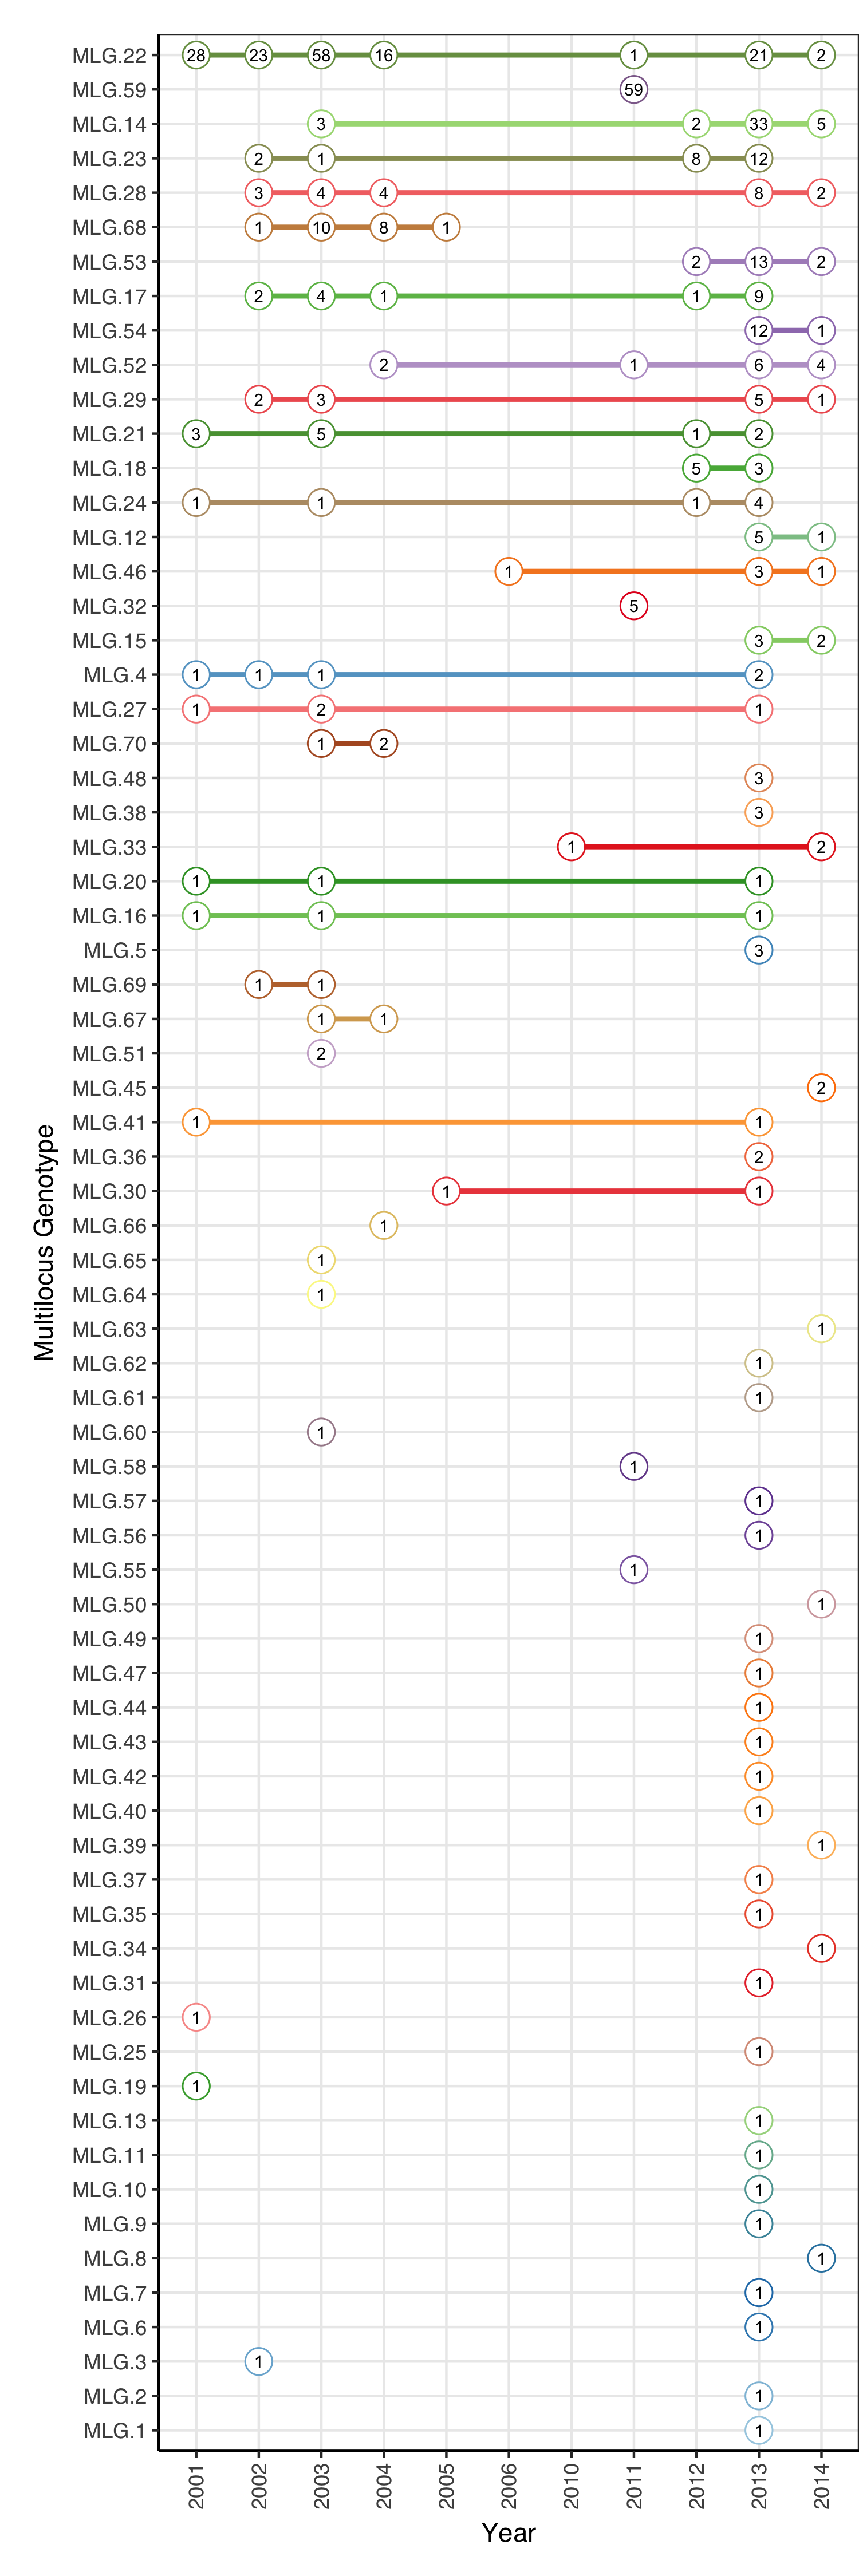 MLG.22 28 23 58 16 1 21 2
MLG.59 59
MLG.14 3 2 33 5
MLG.23 2 1 8 12
MLG.28 3 4 4 8 2
MLG.68 1 10 8 1
MLG.53 2 13 2
MLG.17 2 4 1 1 9
MLG.54 12 1
MLG.52 2 1 6 4
MLG.29 2 3 5 1
MLG.21 3 5 1 2
MLG.18 5 3
MLG.24 1 1 1 4
MLG.12 5 1
MLG.46 1 3 1
MLG.32 5
MLG.15 3 2
MLG.4 1 1 1 2
MLG.27 1 2 1
MLG.70 1 2
MLG.48 3
MLG.38 3
MLG.33 1 2
MLG.20 1 1 1
MLG.16 1 1 1
MLG.5 3
MLG.69 1 1
MLG.67 1 1
MLG.51 2
MLG.45 2
MLG.41 1 1
MLG.36 2
MLG.30 1 1
MLG.66 1
MLG.65 1
MLG.64 1
MLG.63 1
MLG.62 1
MLG.61 1
MLG.60 1
MLG.58 1
MLG.57 1
MLG.56 1
MLG.55 1
MLG.50 1
MLG.49 1
MLG.47 1
MLG.44 1
MLG.43 1
MLG.42 1
MLG.40 1
MLG.39 1
MLG.37 1
MLG.35 1
MLG.34 1
MLG.31 1
MLG.26 1
MLG.25 1
MLG.19 1
MLG.13 1
MLG.11 1
MLG.10 1
MLG.9 1
MLG.8 1
MLG.7 1
MLG.6 1
MLG.3 1
MLG.2 1
MLG.1 1
Multilocus Genotype
2001 2002 2003 2004 2005 2006 2010 2011 2012 2013 2014
Year